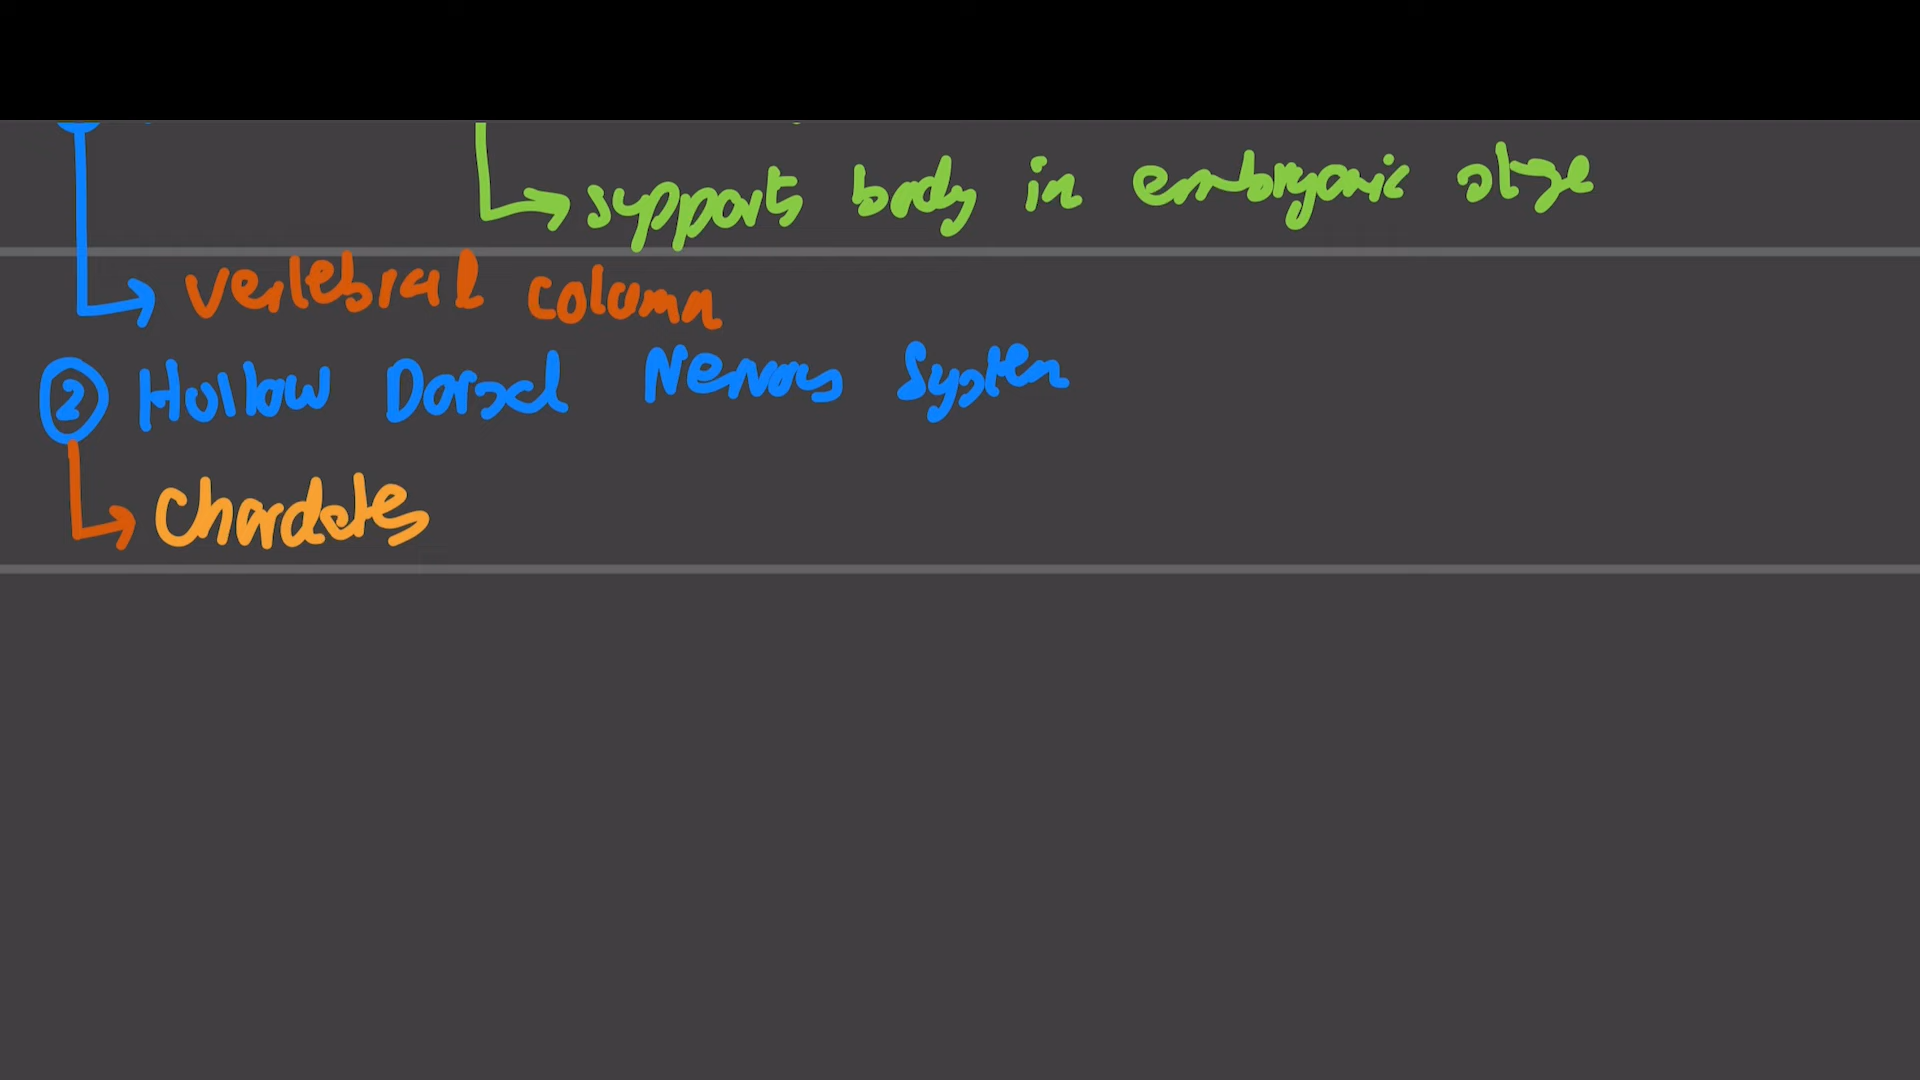 supports body in embryonic stage
vertebral column
② Hollow Dorsal Nervous System
Chordates